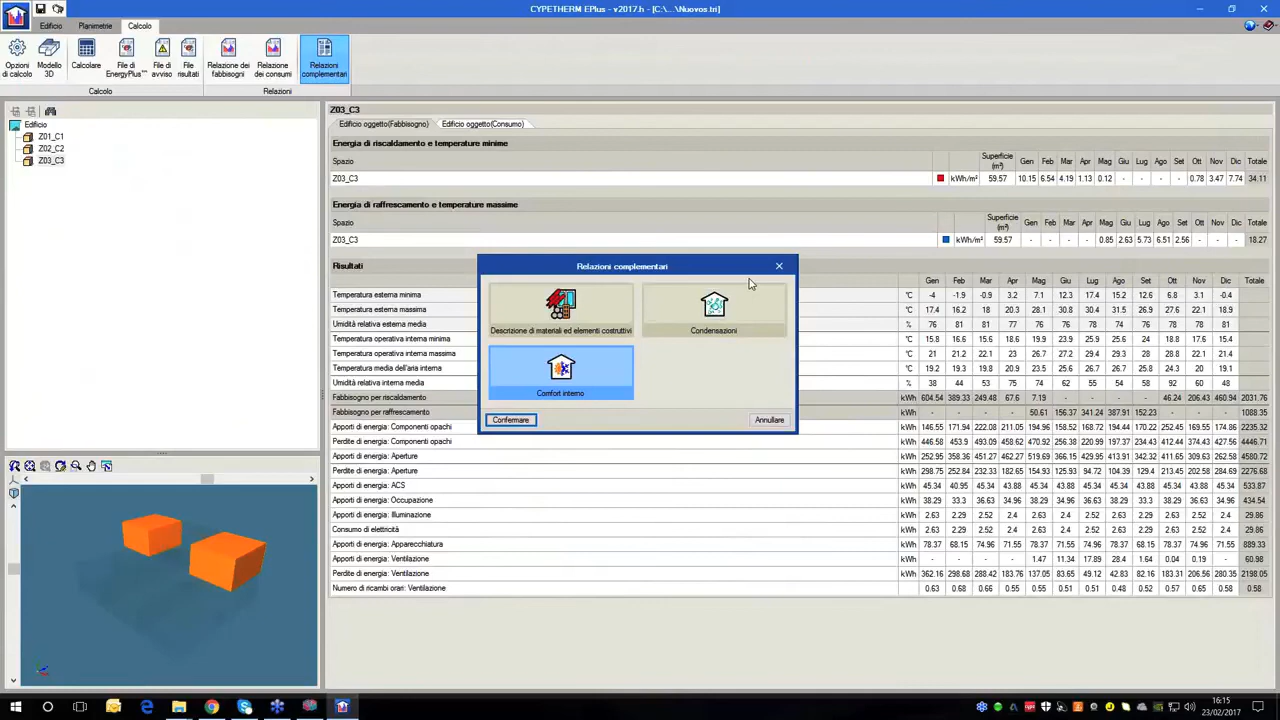 CYPETHERM EPlus - v2017.h - [C:\...\Nuovos.tri]
Edificio Planimetrie Calcolo
Opzioni di calcolo
Modello 3D
Calcolare
File di EnergyPlus™
File di avviso
File risultati
Relazione dei fabbisogni
Relazione dei consumi
Relazioni complementari
Calcolo
Relazioni
Edificio
Z01_C1
Z02_C2
Z03_C3
Z03_C3
Edificio oggetto(Fabbisogno) Edificio oggetto(Consumo)
Energia di riscaldamento e temperature minime
Spazio Superficie (m²) Gen Feb Mar Apr Mag Giu Lug Ago Set Ott Nov Dic Totale
Z03_C3 kWh/m² 59.57 10.15 6.54 4.19 1.13 0.12 - - - - 0.78 3.47 7.74 34.11
Energia di raffrescamento e temperature massime
Spazio Superficie (m²) Gen Feb Mar Apr Mag Giu Lug Ago Set Ott Nov Dic Totale
Z03_C3 kWh/m² 59.57 - - - - 0.85 2.63 5.73 6.51 2.56 - - - 18.27
Risultati Gen Feb Mar Apr Mag Giu Lug Ago Set Ott Nov Dic Totale
Temperatura esterna minima °C -4 -1.9 -0.9 3.2 7.1 12.3 17.4 15.2 12.6 6.8 3.1 -0.4
Temperatura esterna massima °C 17.4 16.2 18 20.3 28.1 30.8 30.4 31.5 26.9 27.6 22.1 18.9
Umidità relativa esterna media % 76 81 81 77 76 76 78 74 78 76 78 76
Temperatura operativa interna minima °C 15.8 16.6 15.6 18.6 19.9 23.9 25.9 25.6 24 18.8 17.6 15.4
Temperatura operativa interna massima °C 21 21.2 22.1 23 26.7 27.2 29.4 29.3 28 28.8 22.1 21.4
Temperatura media dell'aria interna °C 19.2 19.3 19.8 20.9 23.5 25.6 27.2 27.3 25.8 24.3 20 19.1
Umidità relativa interna media % 38 44 53 75 74 62 55 54 58 92 60 48
Fabbisogno per riscaldamento kWh 604.54 389.33 249.48 67.6 7.19 - - - - 46.24 206.9 460.94 2031.76
Fabbisogno per raffrescamento kWh - - - - 50.61 156.37 341.24 387.91 152.23 - - - 1088.35
Apporti di energia: Componenti opachi kWh 146.55 171.94 222.08 211.05 194.96 158.52 168.72 194.16 170.22 252.45 169.55 174.86 2235.32
Perdite di energia: Componenti opachi kWh 446.58 453.9 493.09 458.62 470.92 256.38 220.99 197.54 234.43 412.44 374.23 437.51 4456.61
Apporti di energia: Aperture kWh 252.95 358.36 451.27 462.27 519.69 366.15 429.95 413.91 342.32 411.65 309.63 262.58 4580.72
Perdite di energia: Aperture kWh 298.75 252.84 232.33 182.65 154.93 125.93 94.72 104.39 129.4 213.45 202.62 284.69 2276.68
Apporti di energia: ACS kWh 45.34 40.95 45.34 43.88 45.34 43.88 45.34 45.34 43.88 45.34 43.88 45.34 533.87
Apporti di energia: Occupazione kWh 38.29 33.3 36.63 34.96 38.29 34.96 36.63 38.29 34.96 36.63 36.63 34.96 434.54
Apporti di energia: Illuminazione kWh 2.63 2.29 2.52 2.4 2.63 2.4 2.52 2.63 2.4 2.52 2.52 2.4 29.86
Consumo di elettricità kWh 2.63 2.29 2.52 2.4 2.63 2.4 2.52 2.63 2.4 2.52 2.52 2.4 29.86
Apporti di energia: Apparecchiatura kWh 78.37 68.15 74.96 71.55 78.37 71.55 74.96 78.37 71.55 74.96 74.96 71.55 889.33
Apporti di energia: Ventilazione kWh - - - - 1.47 11.34 17.89 28.4 1.64 0.04 0.19 - 60.98
Perdite di energia: Ventilazione kWh 362.16 298.68 288.42 183.76 137.05 83.65 49.12 42.83 82.16 183.31 206.56 280.35 2198.05
Numero di ricambi orari: Ventilazione 0.63 0.68 0.66 0.55 0.55 0.51 0.51 0.48 0.52 0.57 0.65 0.58 0.58
Relazioni complementari
Descrizione di materiali ed elementi costruttivi
Condensazioni
Comfort interno
Confermare
Annullare
16:15
23/02/2017